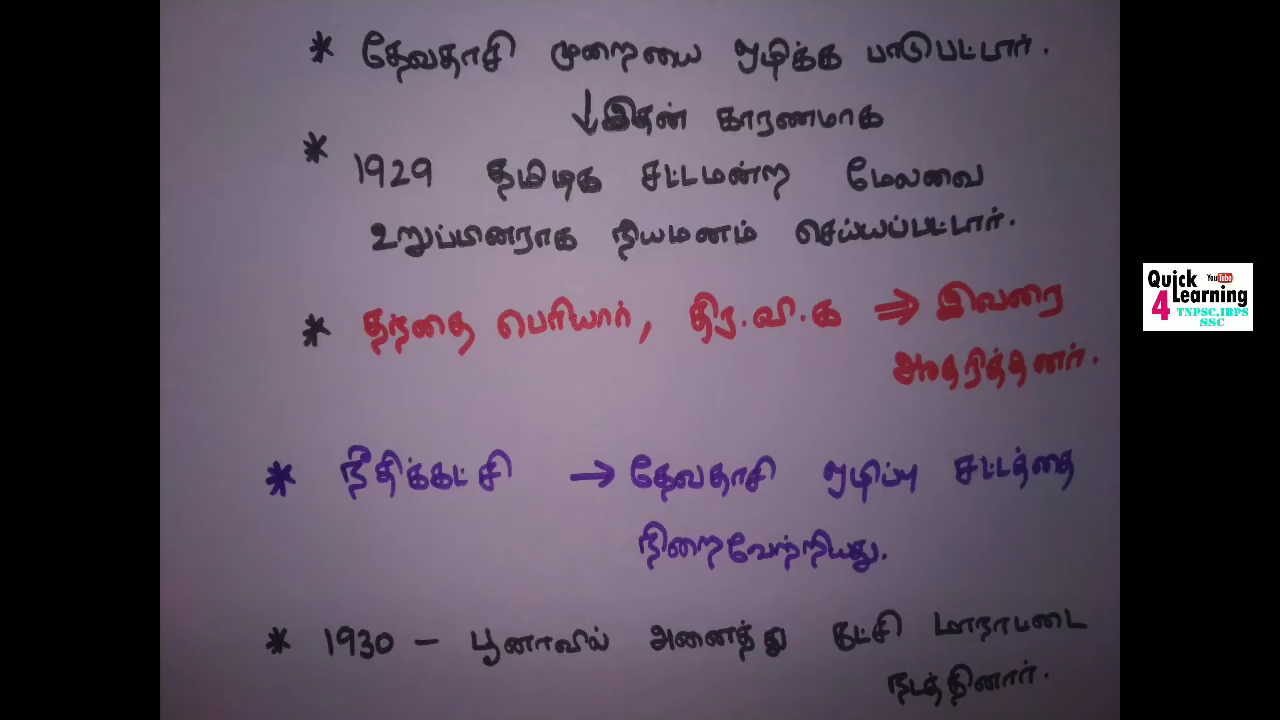 * தேவதாசி முறையை ஒழிக்க பாடுபட்டார்.
↓ இதன் காரணமாக
* 1929 தமிழக சட்டமன்ற மேலவை
உறுப்பினராக நியமனம் செய்யப்பட்டார்.
* தந்தை பெரியார், திரு.வி.க ⇒ இவரை
ஆதரித்தனர்.
* நீதிக்கட்சி → தேவதாசி ஒழிப்பு சட்டத்தை
நிறைவேற்றியது.
* 1930 – பூனாவில் அனைத்து கட்சி மாநாட்டை
நடத்தினார்.
Quick YouTube
4 Learning
TNPSC,IBPS
SSC